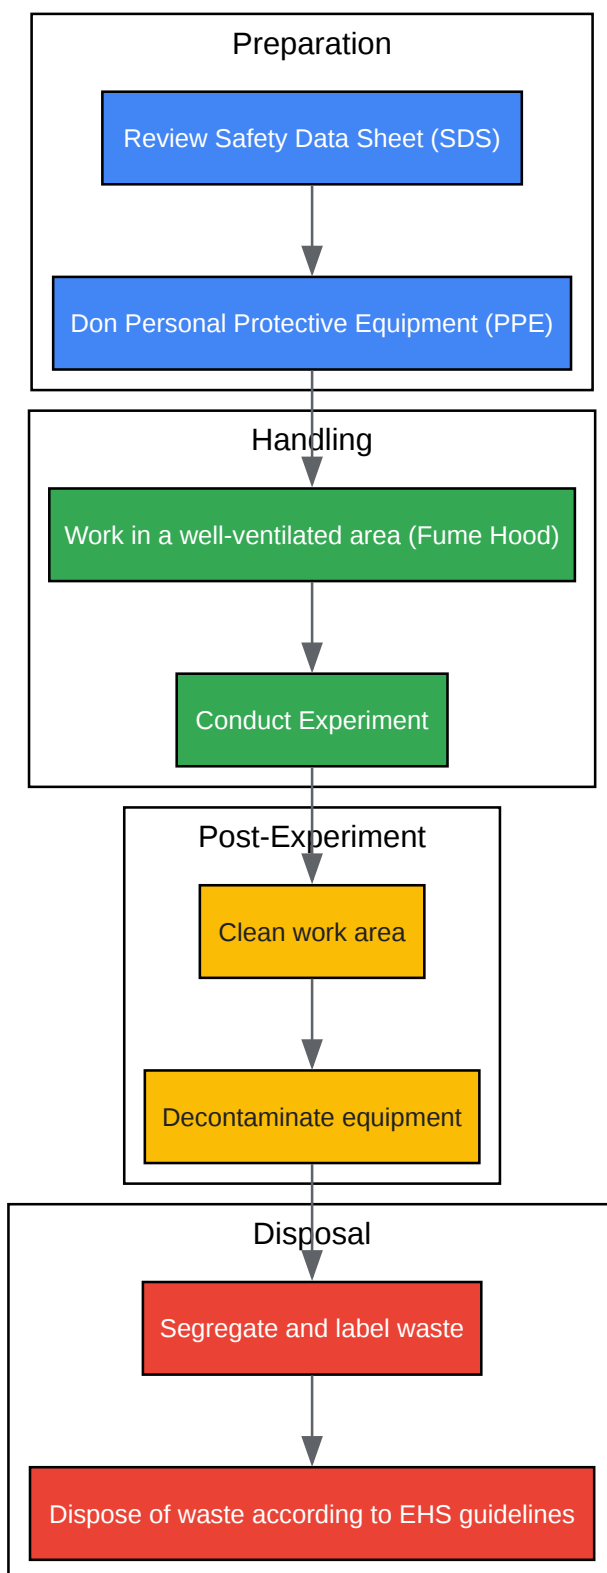 Preparation
Review Safety Data Sheet (SDS)
Don Personal Protective Equipment (PPE)
Handling
Work in a well-ventilated area (Fume Hood)
Conduct Experiment
Post-Experiment
Clean work area
Decontaminate equipment
Disposal
Segregate and label waste
Dispose of waste according to EHS guidelines